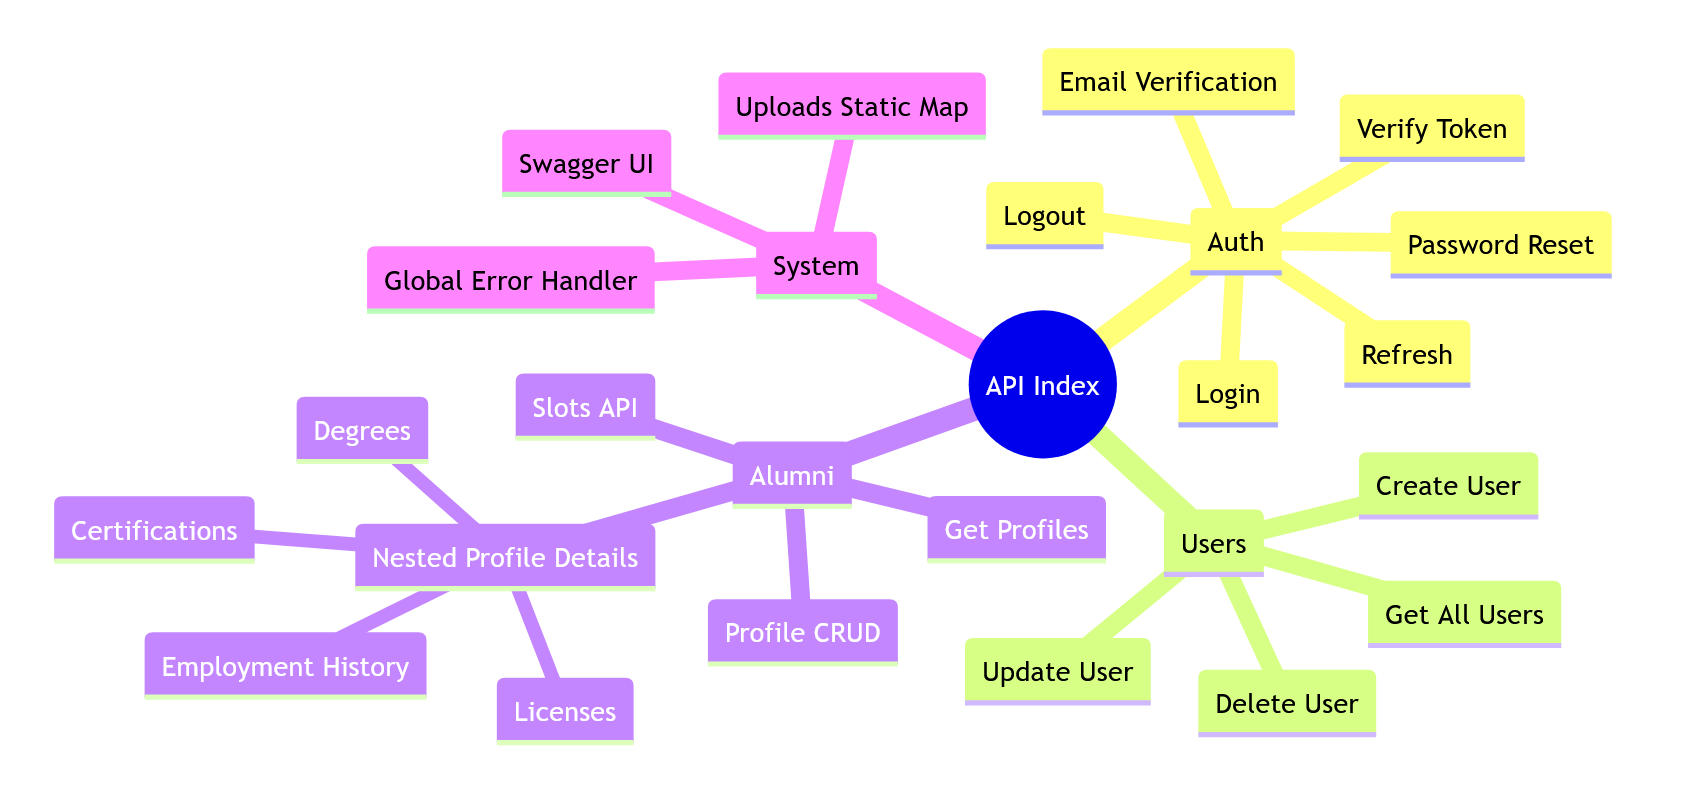 Email Verification
Uploads Static Map
Verify Token
Swagger UI
Logout
Auth
Password Reset
System
Global Error Handler
Refresh
API Index
Login
Slots API
Degrees
Alumni
Create User
Certifications
Get Profiles
Users
Nested Profile Details
Get All Users
Profile CRUD
Employment History
Update User
Delete User
Licenses